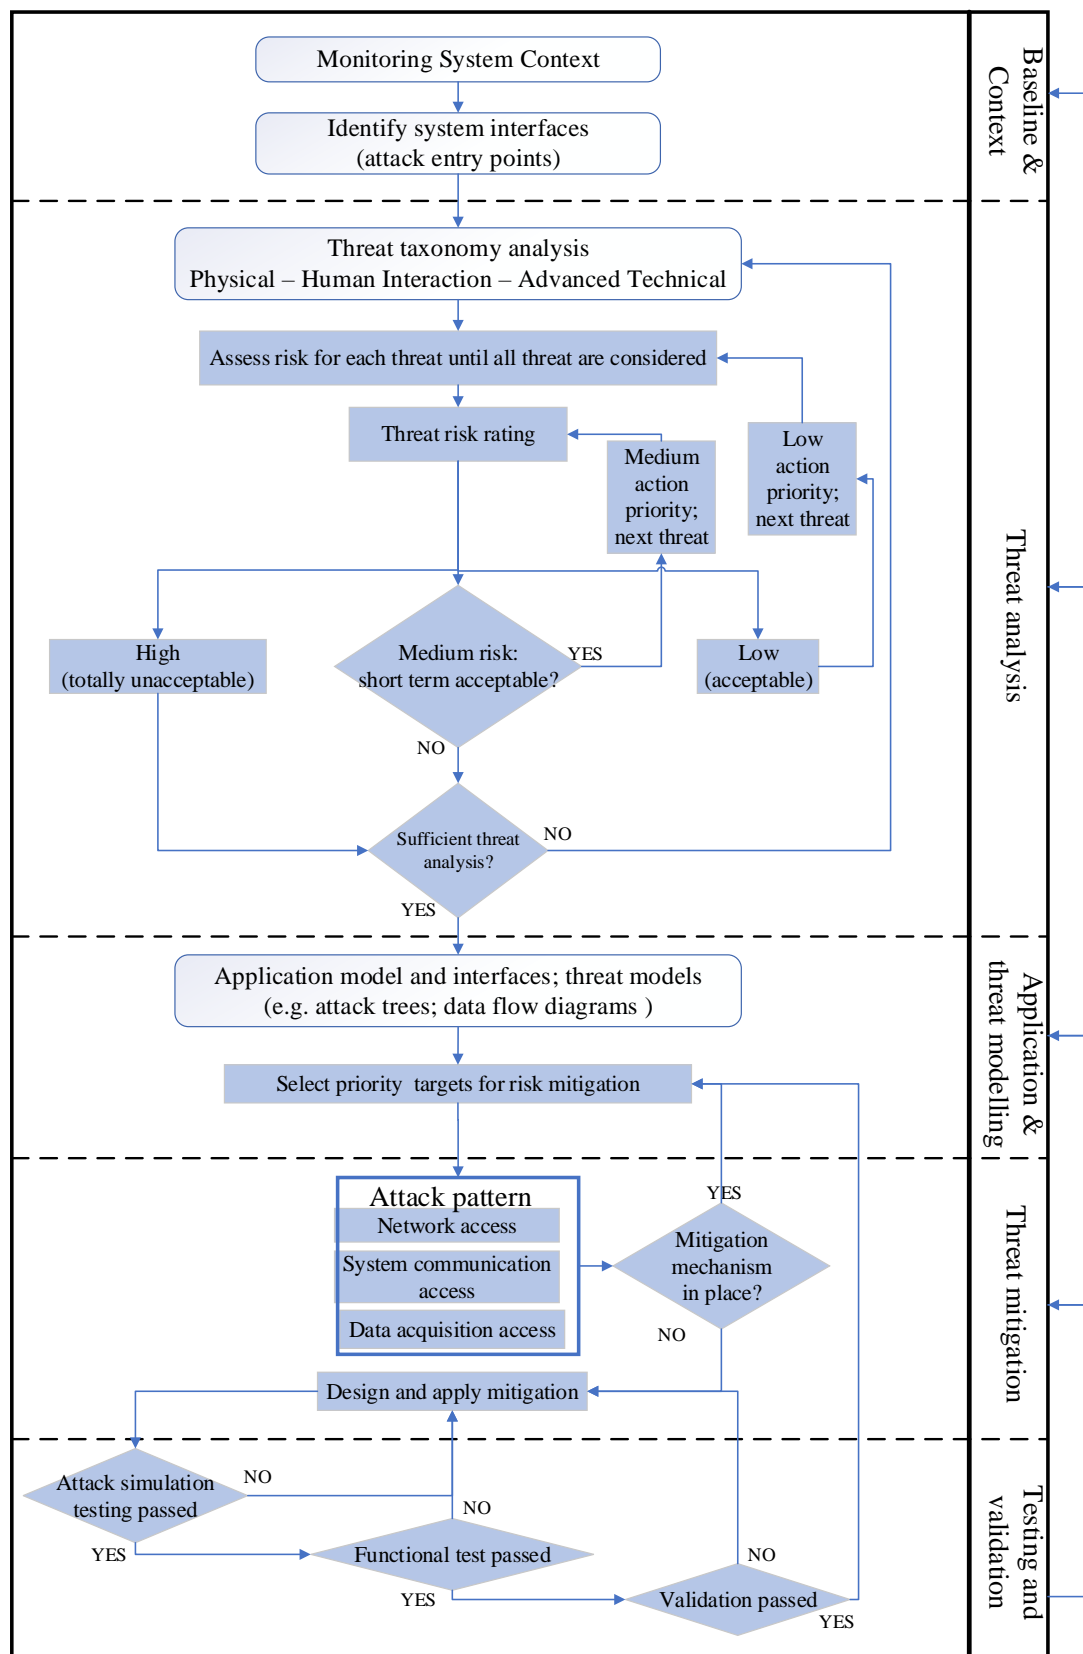 Monitoring System Context
Identify system interfaces
(attack entry points)
Baseline &
Context
Threat taxonomy analysis
Physical – Human Interaction – Advanced Technical
Assess risk for each threat until all threat are considered
Threat risk rating
Medium
action
priority;
next threat
Low
action
priority;
next threat
High
(totally unacceptable)
Medium risk:
short term acceptable?
YES
Low
(acceptable)
NO
Sufficient threat
analysis?
NO
YES
Threat analysis
Application model and interfaces; threat models
(e.g. attack trees; data flow diagrams )
Select priority targets for risk mitigation
Application &
threat modelling
Attack pattern
Network access
System communication
access
Data acquisition access
YES
Mitigation
mechanism
in place?
NO
Design and apply mitigation
Threat mitigation
Attack simulation
testing passed
NO
YES
NO
Functional test passed
YES
NO
Validation passed
YES
Testing and
validation